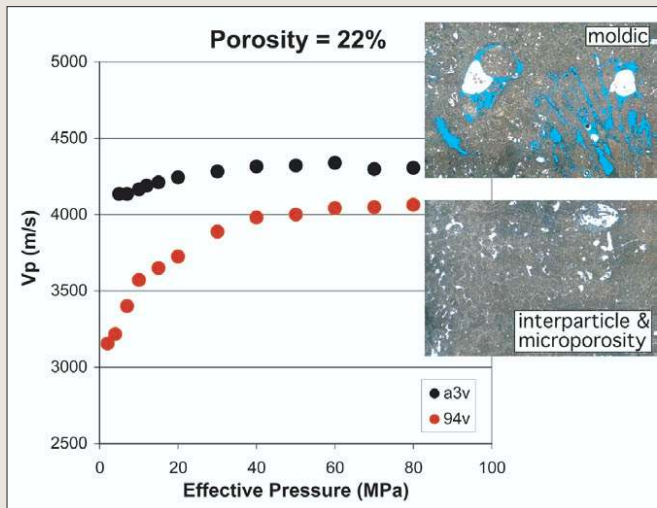 Porosity = 22%
moldic
5000
4500
4000
3500
3000
2500
Vp (m/s)
interparticle &
microporosity
a3v
94v
0
20
40
60
80
100
Effective Pressure (MPa)